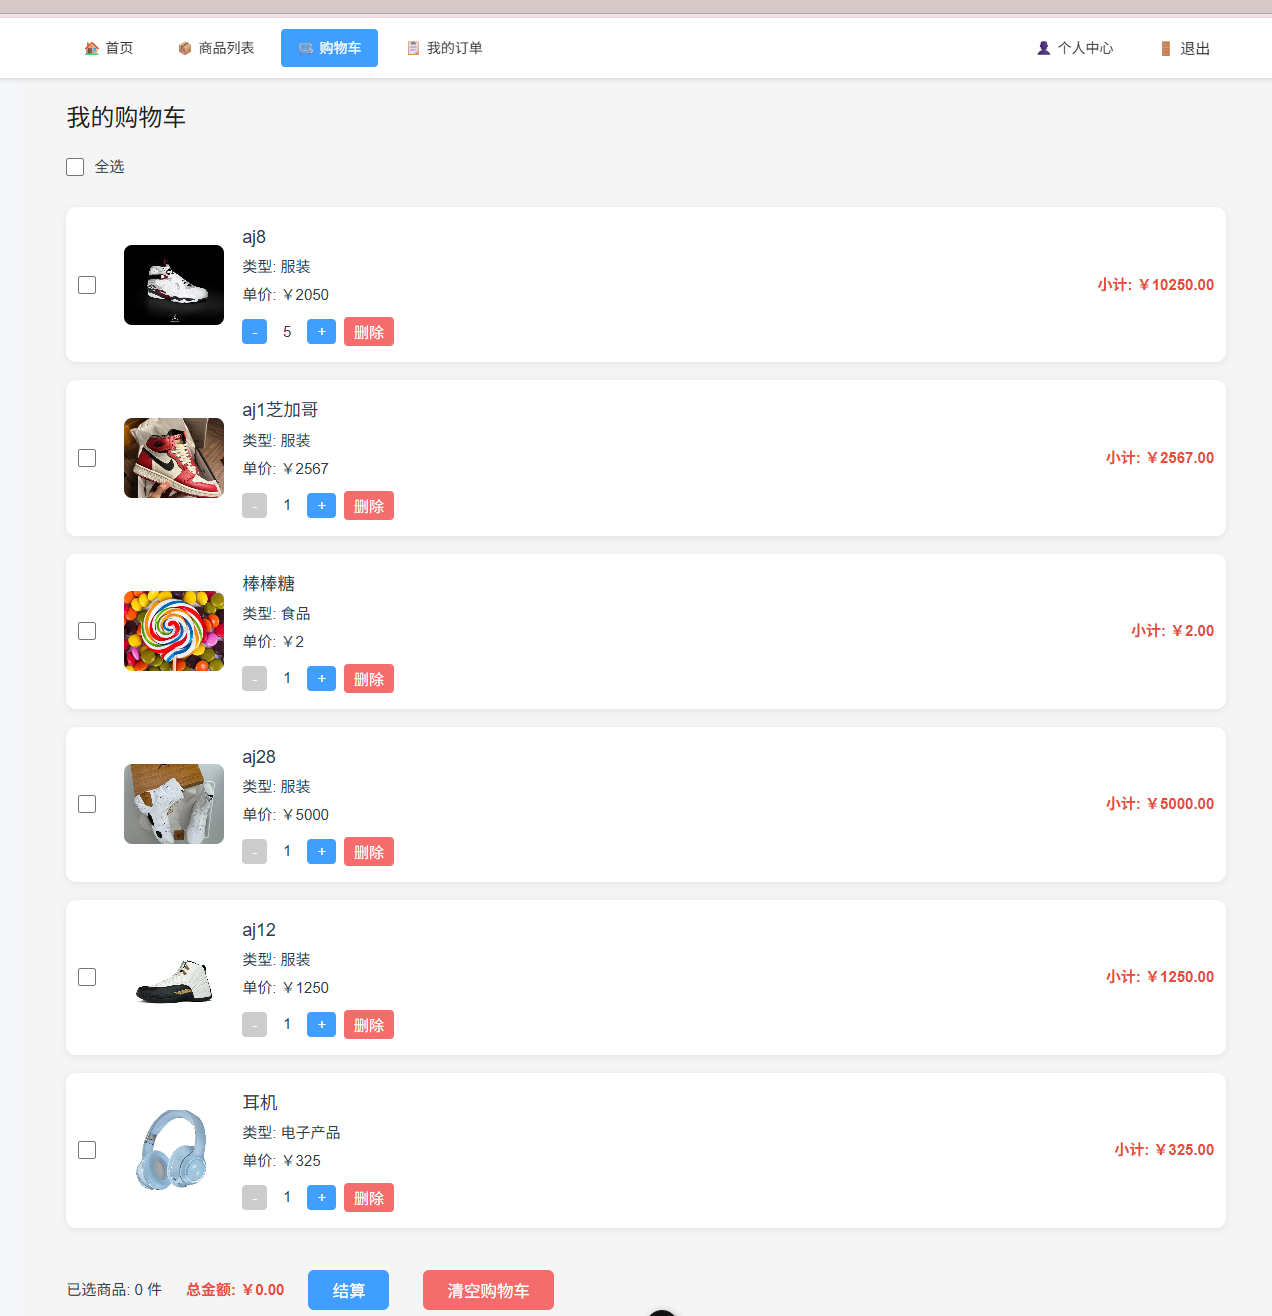 首页 商品列表 购物车 我的订单 个人中心 退出
我的购物车
全选
aj8
类型: 服装
单价: ￥2050
小计: ￥10250.00
- 5 + 删除
aj1芝加哥
类型: 服装
单价: ￥2567
小计: ￥2567.00
- 1 + 删除
棒棒糖
类型: 食品
单价: ￥2
小计: ￥2.00
- 1 + 删除
aj28
类型: 服装
单价: ￥5000
小计: ￥5000.00
- 1 + 删除
aj12
类型: 服装
单价: ￥1250
小计: ￥1250.00
- 1 + 删除
耳机
类型: 电子产品
单价: ￥325
小计: ￥325.00
- 1 + 删除
已选商品: 0 件 总金额: ￥0.00 结算 清空购物车